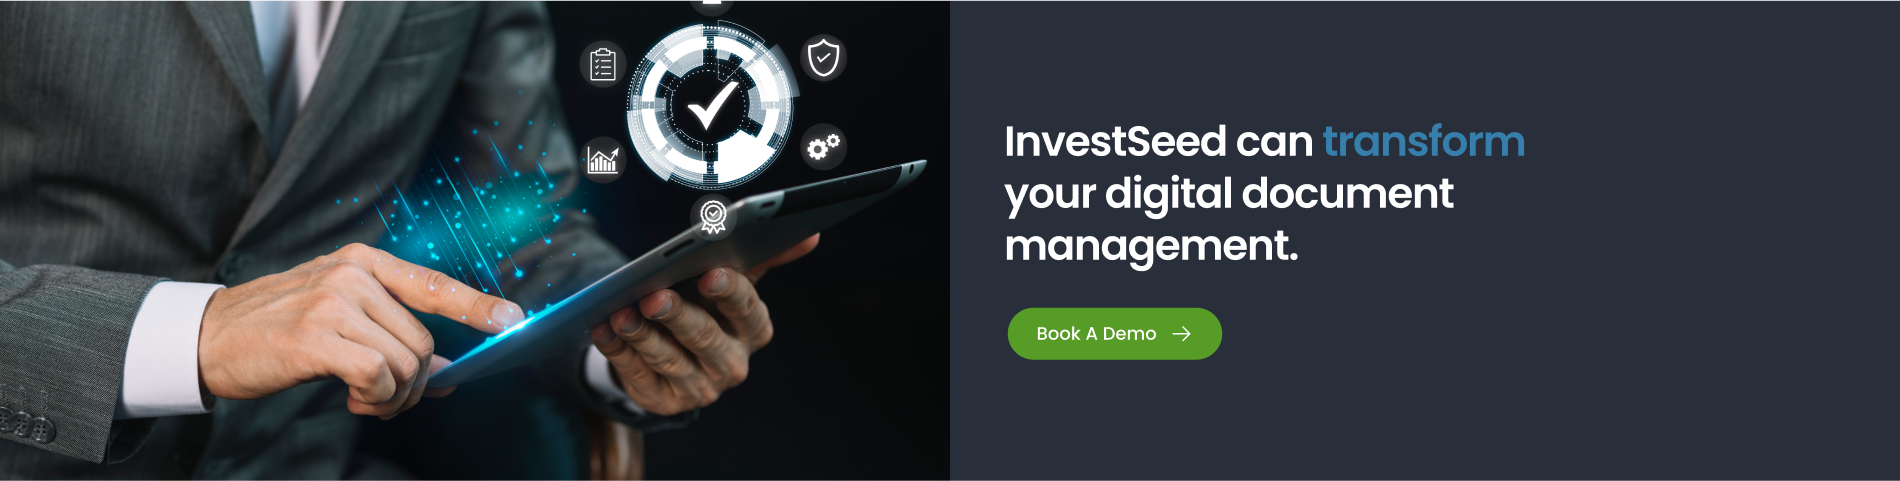 InvestSeed can transform
your digital document
management.
Book A Demo